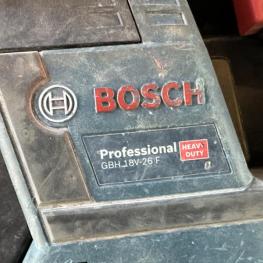 BOSCH
Professional
HEAVY
DUTY
GBH 18V-26 F